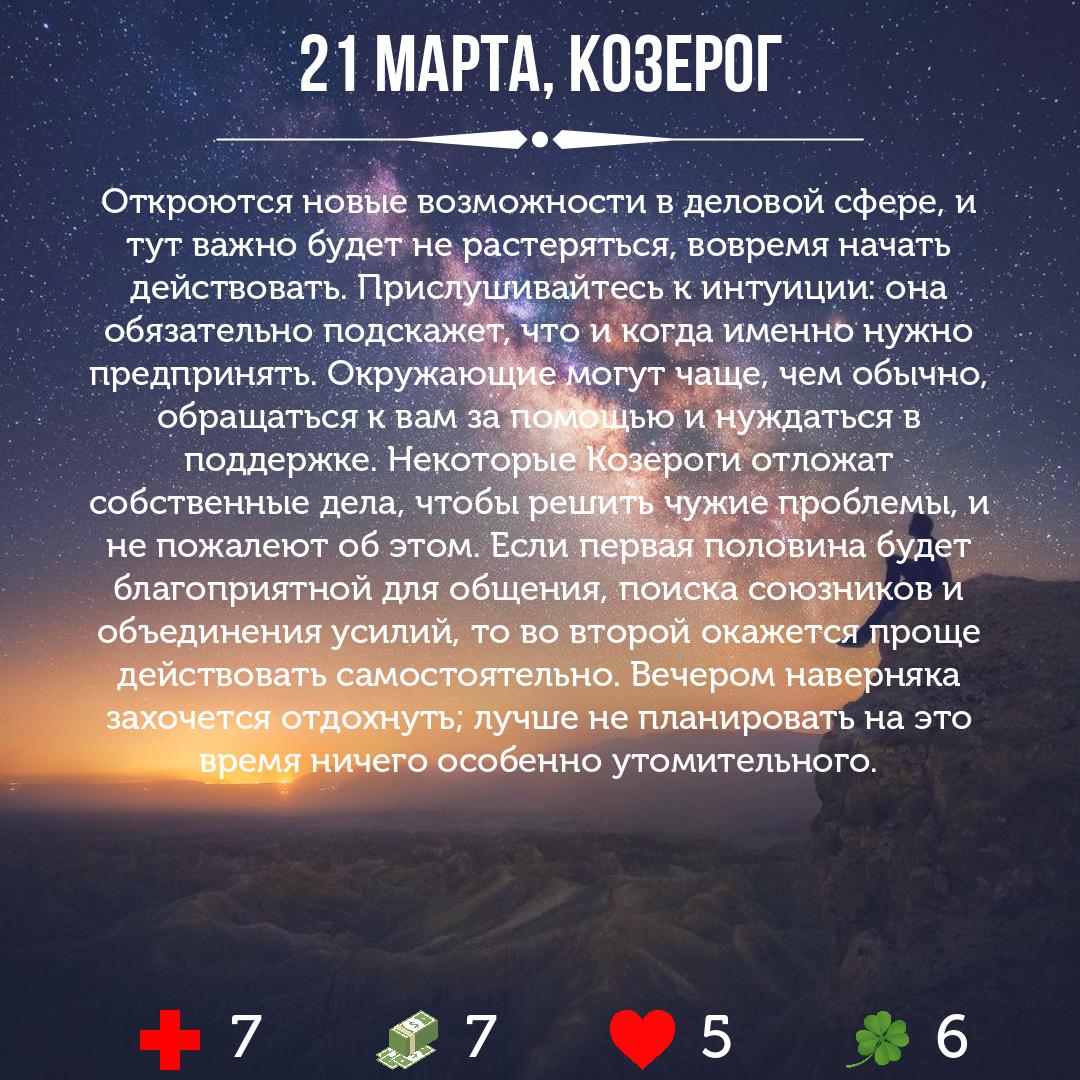 21 МАРТА, КОЗЕРОГ
Откроются новые возможности в деловой сфере, и
тут важно будет не растеряться, вовремя начать
действовать. Прислушивайтесь к интуиции: она
обязательно подскажет, что и когда именно нужно
предпринять. Окружающие могут чаще, чем обычно,
обращаться к вам за помощью и нуждаться в
поддержке. Некоторые Козероги отложат
собственные дела, чтобы решить чужие проблемы, и
не пожалеют об этом. Если первая половина будет
благоприятной для общения, поиска союзников и
объединения усилий, то во второй окажется проще
действовать самостоятельно. Вечером наверняка
захочется отдохнуть; лучше не планировать на это
время ничего особенно утомительного.
7 7 5 6